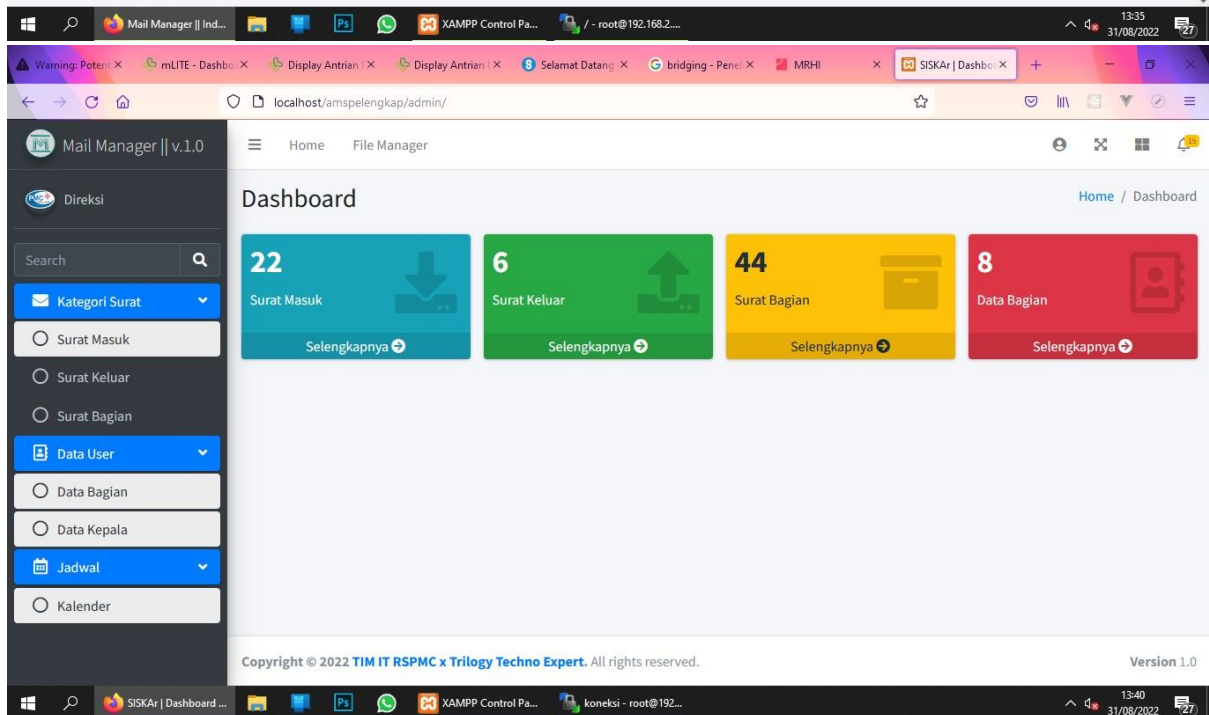 Mail Manager || Ind...
Ps
XAMPP Control Pa...
/ - root@192.168.2....
13:35
31/08/2022
27
Warning: Potent
mLITE - Dashbo
Display Antrian
Display Antrian
Selamat Datang
bridging - Penel
MRHI
SISKAr | Dashbo
localhost/amspelengkap/admin/
Mail Manager || v.1.0
Home
File Manager
15
Direksi
Dashboard
Home / Dashboard
Search
22
6
44
8
Surat Masuk
Surat Keluar
Surat Bagian
Data Bagian
Selengkapnya
Selengkapnya
Selengkapnya
Selengkapnya
Kategori Surat
Surat Masuk
Surat Keluar
Surat Bagian
Data User
Data Bagian
Data Kepala
Jadwal
Kalender
Copyright © 2022 TIM IT RSPMC x Trilogy Techno Expert. All rights reserved.
Version 1.0
SISKAr | Dashboard ...
Ps
XAMPP Control Pa...
koneksi - root@192...
13:40
31/08/2022
27